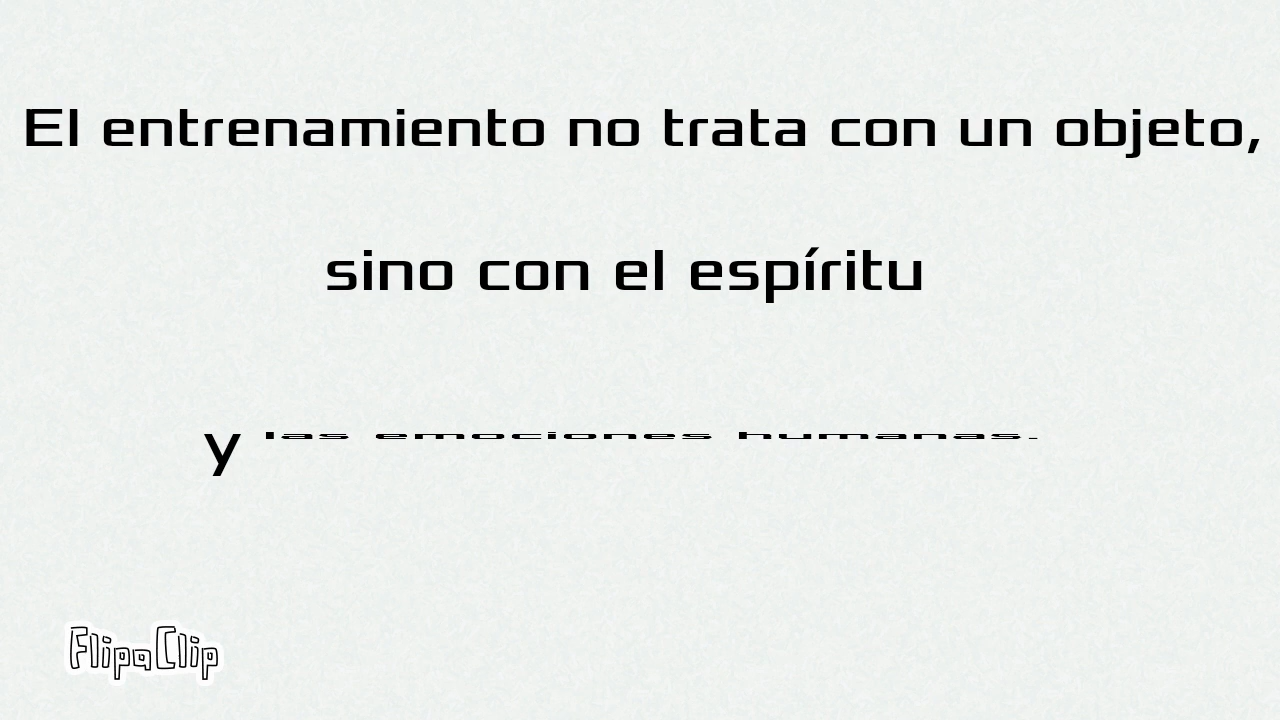 El entrenamiento no trata con un objeto,
sino con el espíritu
y las emociones humanas.
FlipaClip